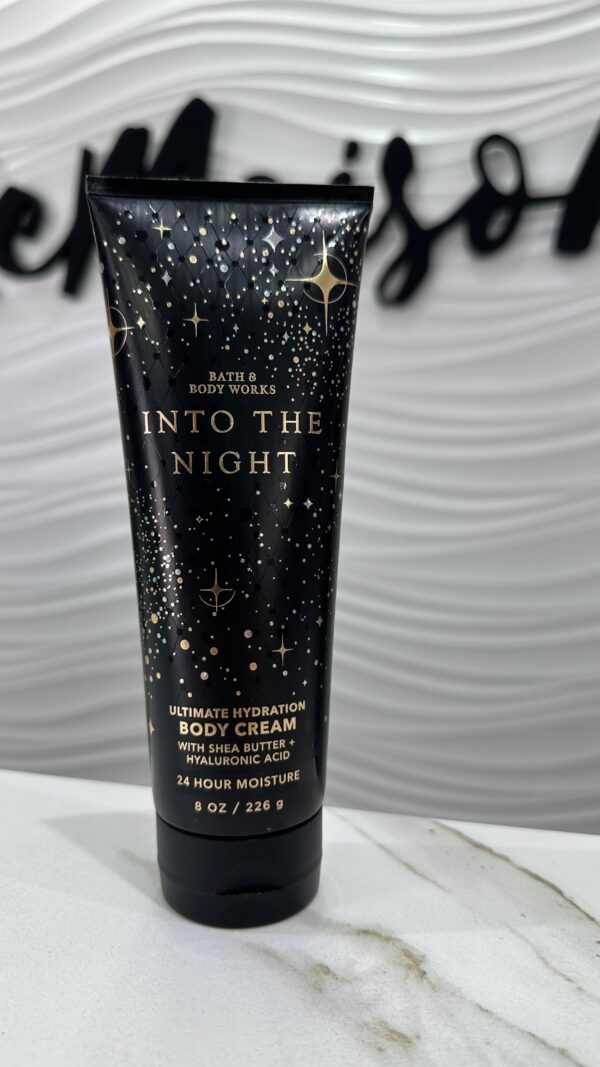 BATH &
BODY WORKS
INTO THE
NIGHT
ULTIMATE HYDRATION
BODY CREAM
WITH SHEA BUTTER +
HYALURONIC ACID
24 HOUR MOISTURE
8 OZ / 226 g